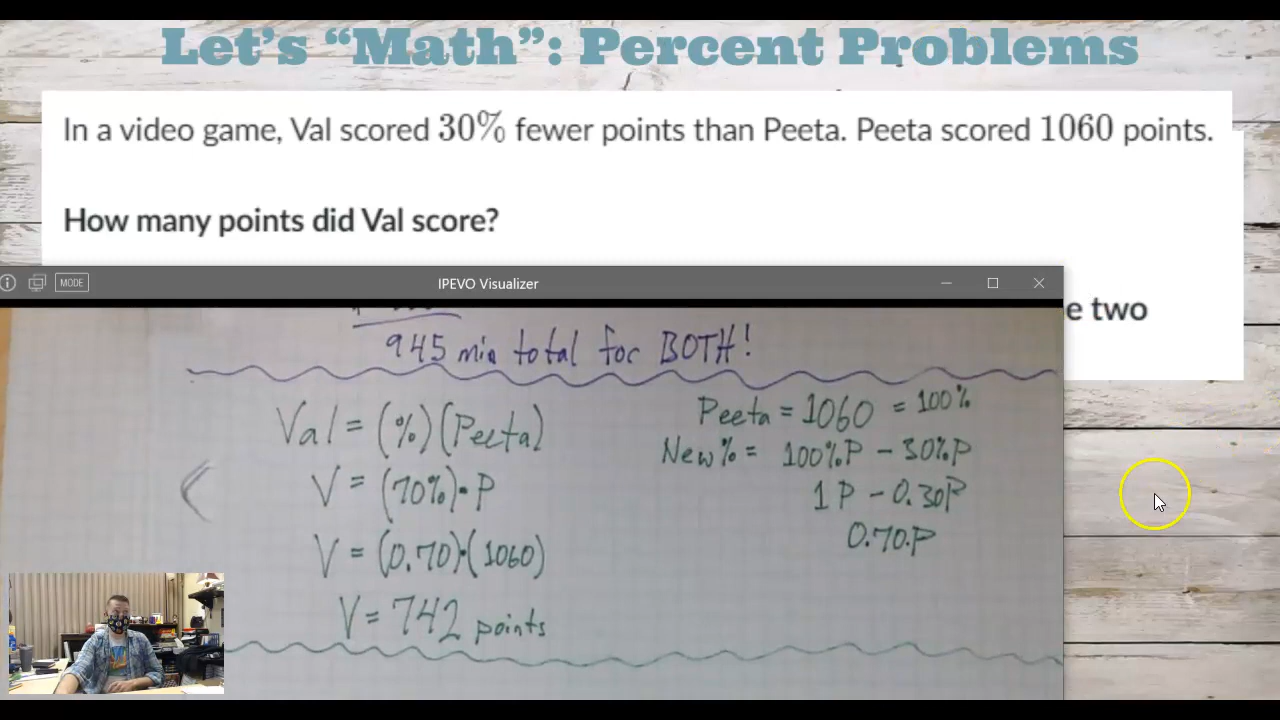 Let's “Math”: Percent Problems
In a video game, Val scored 30% fewer points than Peeta. Peeta scored 1060 points.
How many points did Val score?
MODE
IPEVO Visualizer
e two
945 min total for BOTH!
Val = (%)(Peeta)
V = (70%)•P
V = (0.70)•(1060)
V = 742 points
Peeta = 1060 = 100%
New% = 100%P - 30%P
1P - 0.30P
0.70.P